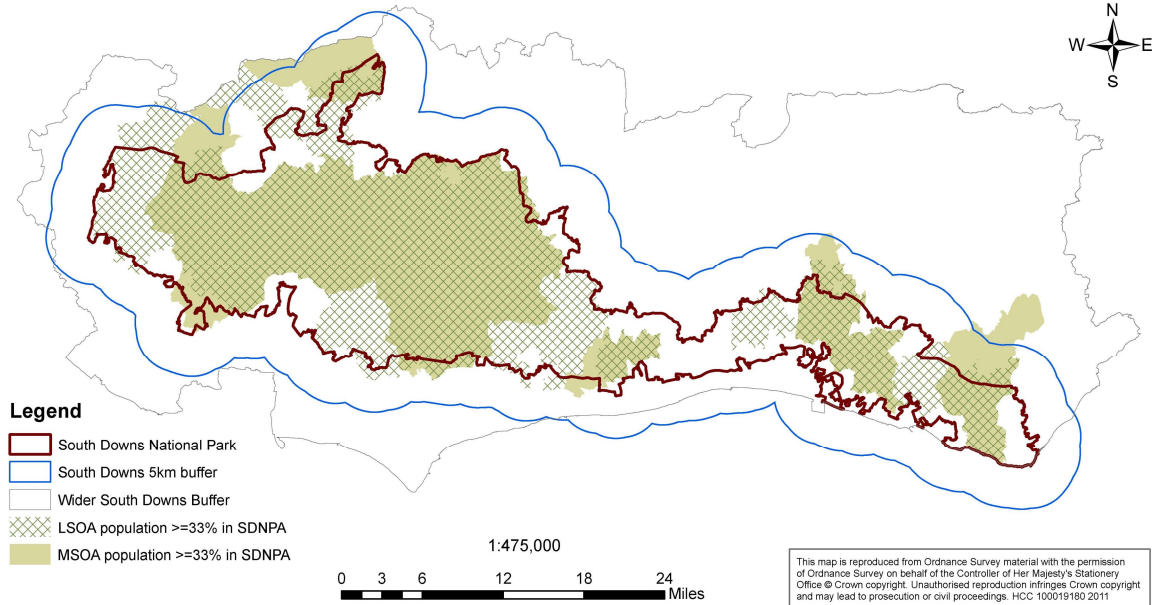 N
W E
S
Legend
South Downs National Park
South Downs 5km buffer
Wider South Downs Buffer
LSOA population >=33% in SDNPA
MSOA population >=33% in SDNPA
1:475,000
0 3 6 12 18 24
Miles
This map is reproduced from Ordnance Survey material with the permission
of Ordnance Survey on behalf of the Controller of Her Majesty's Stationery
Office © Crown copyright. Unauthorised reproduction infringes Crown copyright
and may lead to prosecution or civil proceedings. HCC 100019180 2011